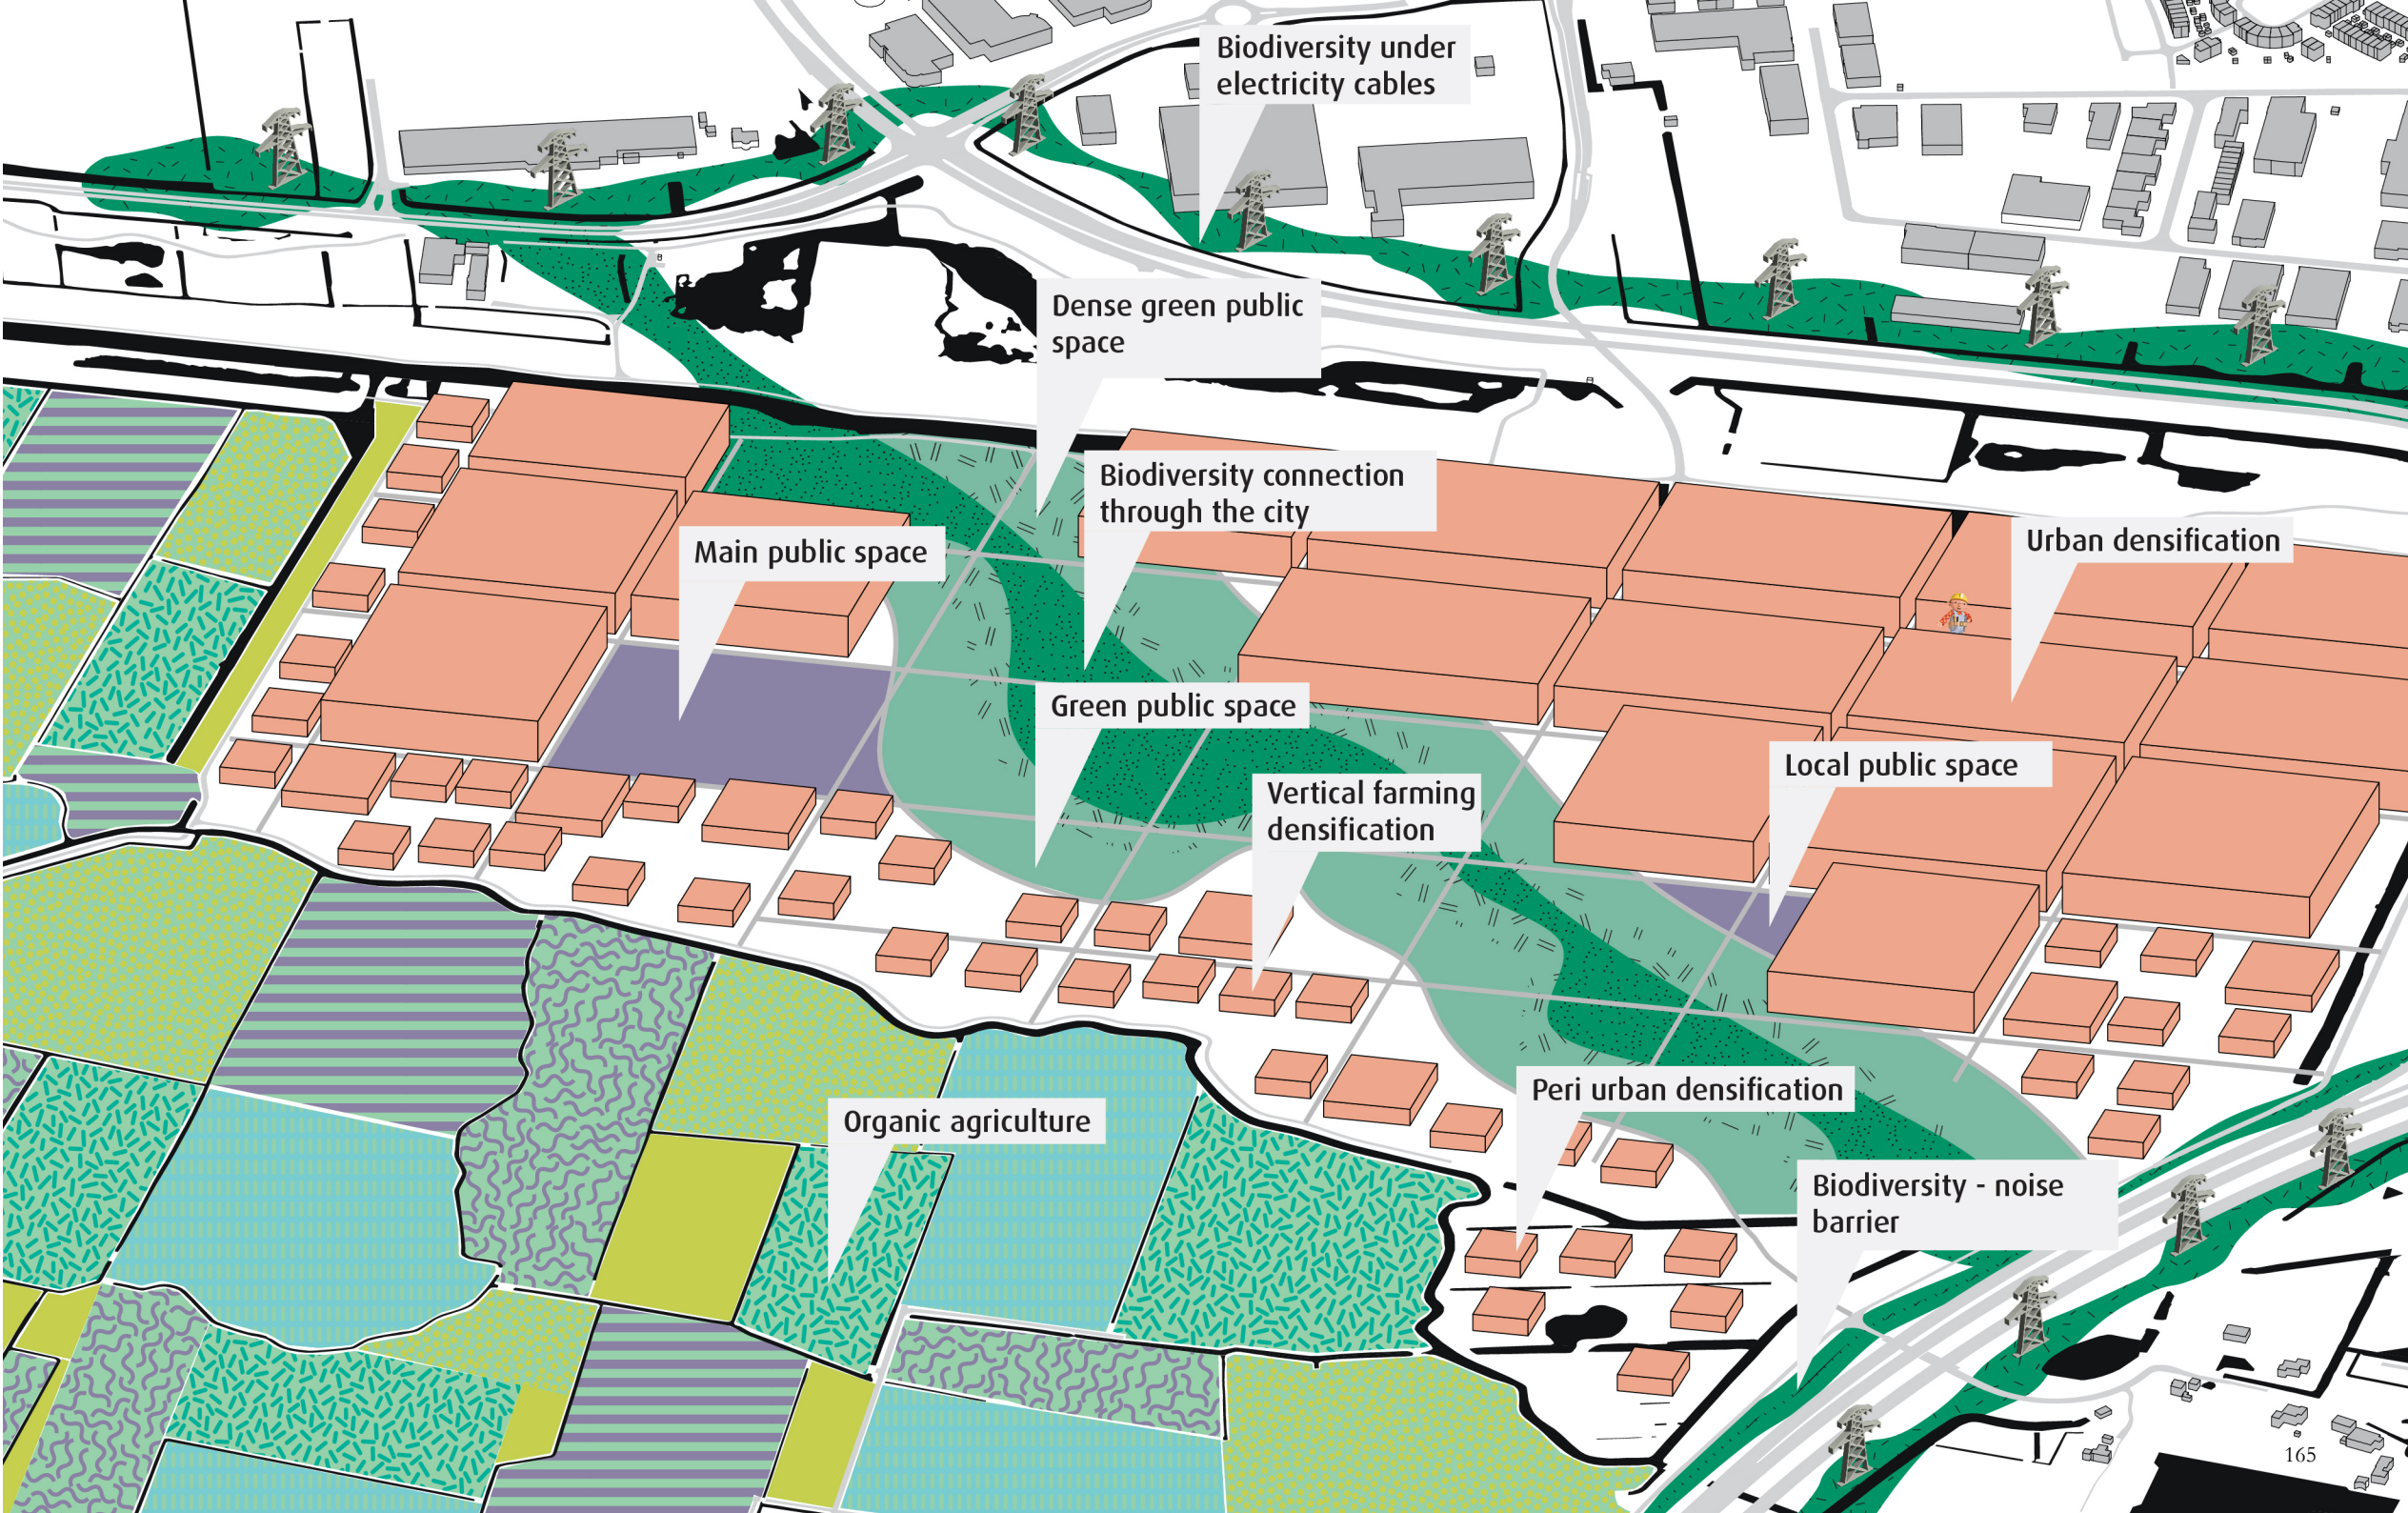 Biodiversity under
electricity cables
Dense green public
space
Biodiversity connection
through the city
Main public space
Urban densification
Green public space
Local public space
Vertical farming
densification
Peri urban densification
Organic agriculture
Biodiversity - noise
barrier
165